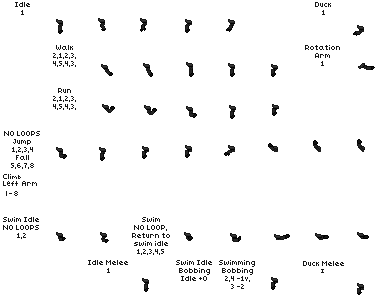 Idle
1
Duck
1
Walk
2,1,2,3,
4,5,4,3,
Rotation
Arm
1
Run
2,1,2,3,
4,5,4,3,
NO LOOPS
Jump
1,2,3,4
Fall
5,6,7,8
Climb
Left Arm
1-8
Swim Idle
NO LOOPS
1,2
Swim
NO LOOP,
Return to
swim idle
1,2,3,4,5
Idle Melee
1
Swim Idle
Bobbing
Idle +0
Swimming
Bobbing
2,4 -1v,
3 -2
Duck Melee
1